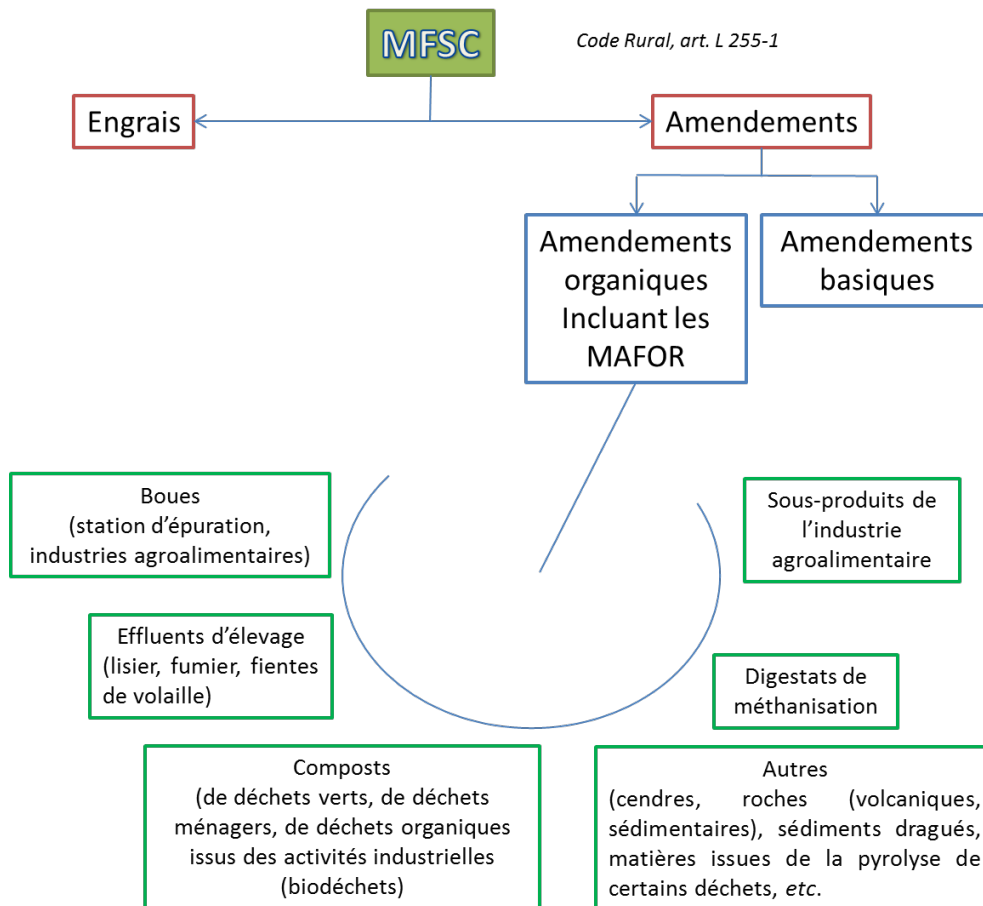 MFSC
Code Rural, art. L 255-1
Engrais
Amendements
Amendements
organiques
Incluant les
MAFOR
Amendements
basiques
Boues
(station d’épuration,
industries agroalimentaires)
Sous-produits de
l’industrie
agroalimentaire
Effluents d’élevage
(lisier, fumier, fientes
de volaille)
Digestats de
méthanisation
Composts
(de déchets verts, de déchets
ménagers, de déchets organiques
issus des activités industrielles
(biodéchets)
Autres
(cendres, roches (volcaniques,
sédimentaires), sédiments dragués,
matières issues de la pyrolyse de
certains déchets, etc.